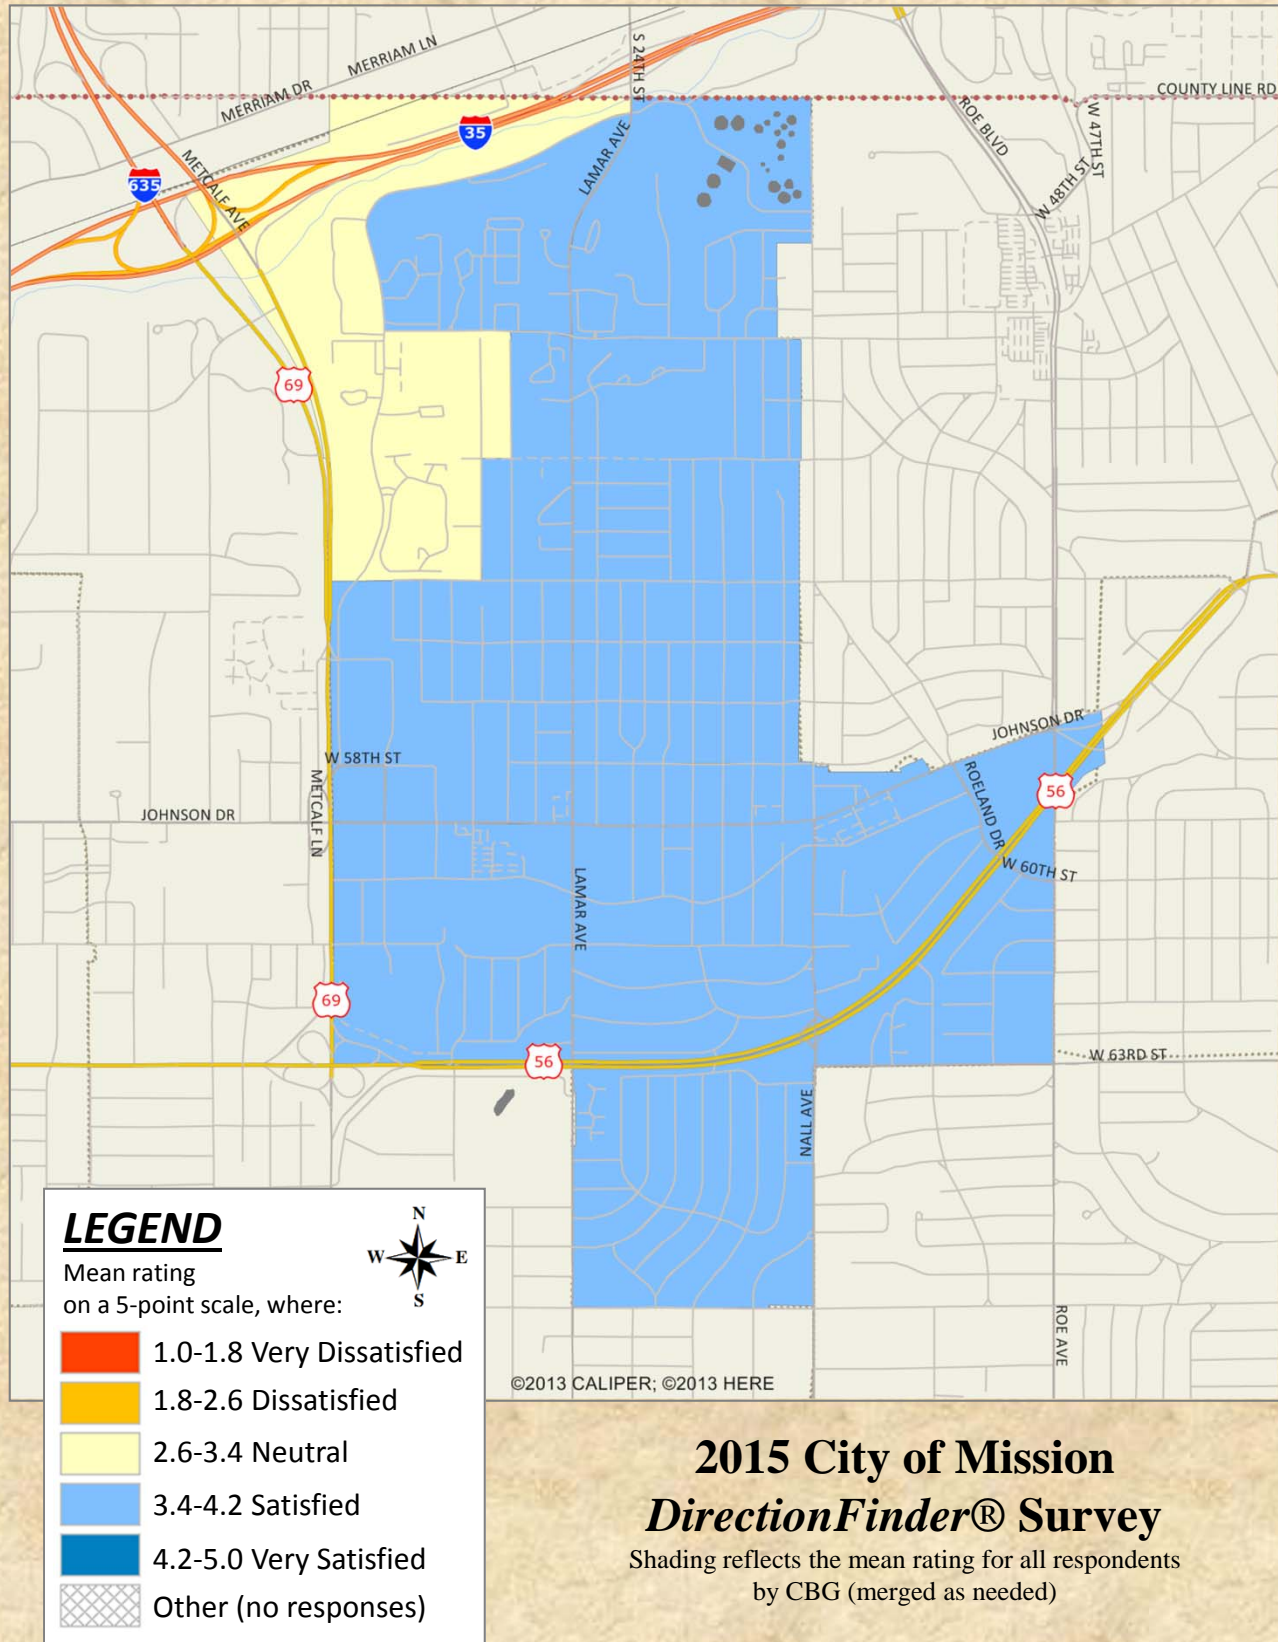 MERRIAM LN
S 24TH ST
MERRIAM DR
COUNTY LINE RD
35
ROE BLVD
W 47TH ST
LAMAR AVE
METCALF AVE
635
W 48TH ST
69
JOHNSON DR
W 58TH ST
ROELAND DR
56
METCALF LN
JOHNSON DR
W 60TH ST
LAMAR AVE
69
56
W 63RD ST
NALL AVE
ROE AVE
©2013 CALIPER; ©2013 HERE
LEGEND
N
W E
S
Mean rating
on a 5-point scale, where:
1.0-1.8 Very Dissatisfied
1.8-2.6 Dissatisfied
2.6-3.4 Neutral
3.4-4.2 Satisfied
4.2-5.0 Very Satisfied
Other (no responses)
2015 City of Mission
DirectionFinder® Survey
Shading reflects the mean rating for all respondents
by CBG (merged as needed)